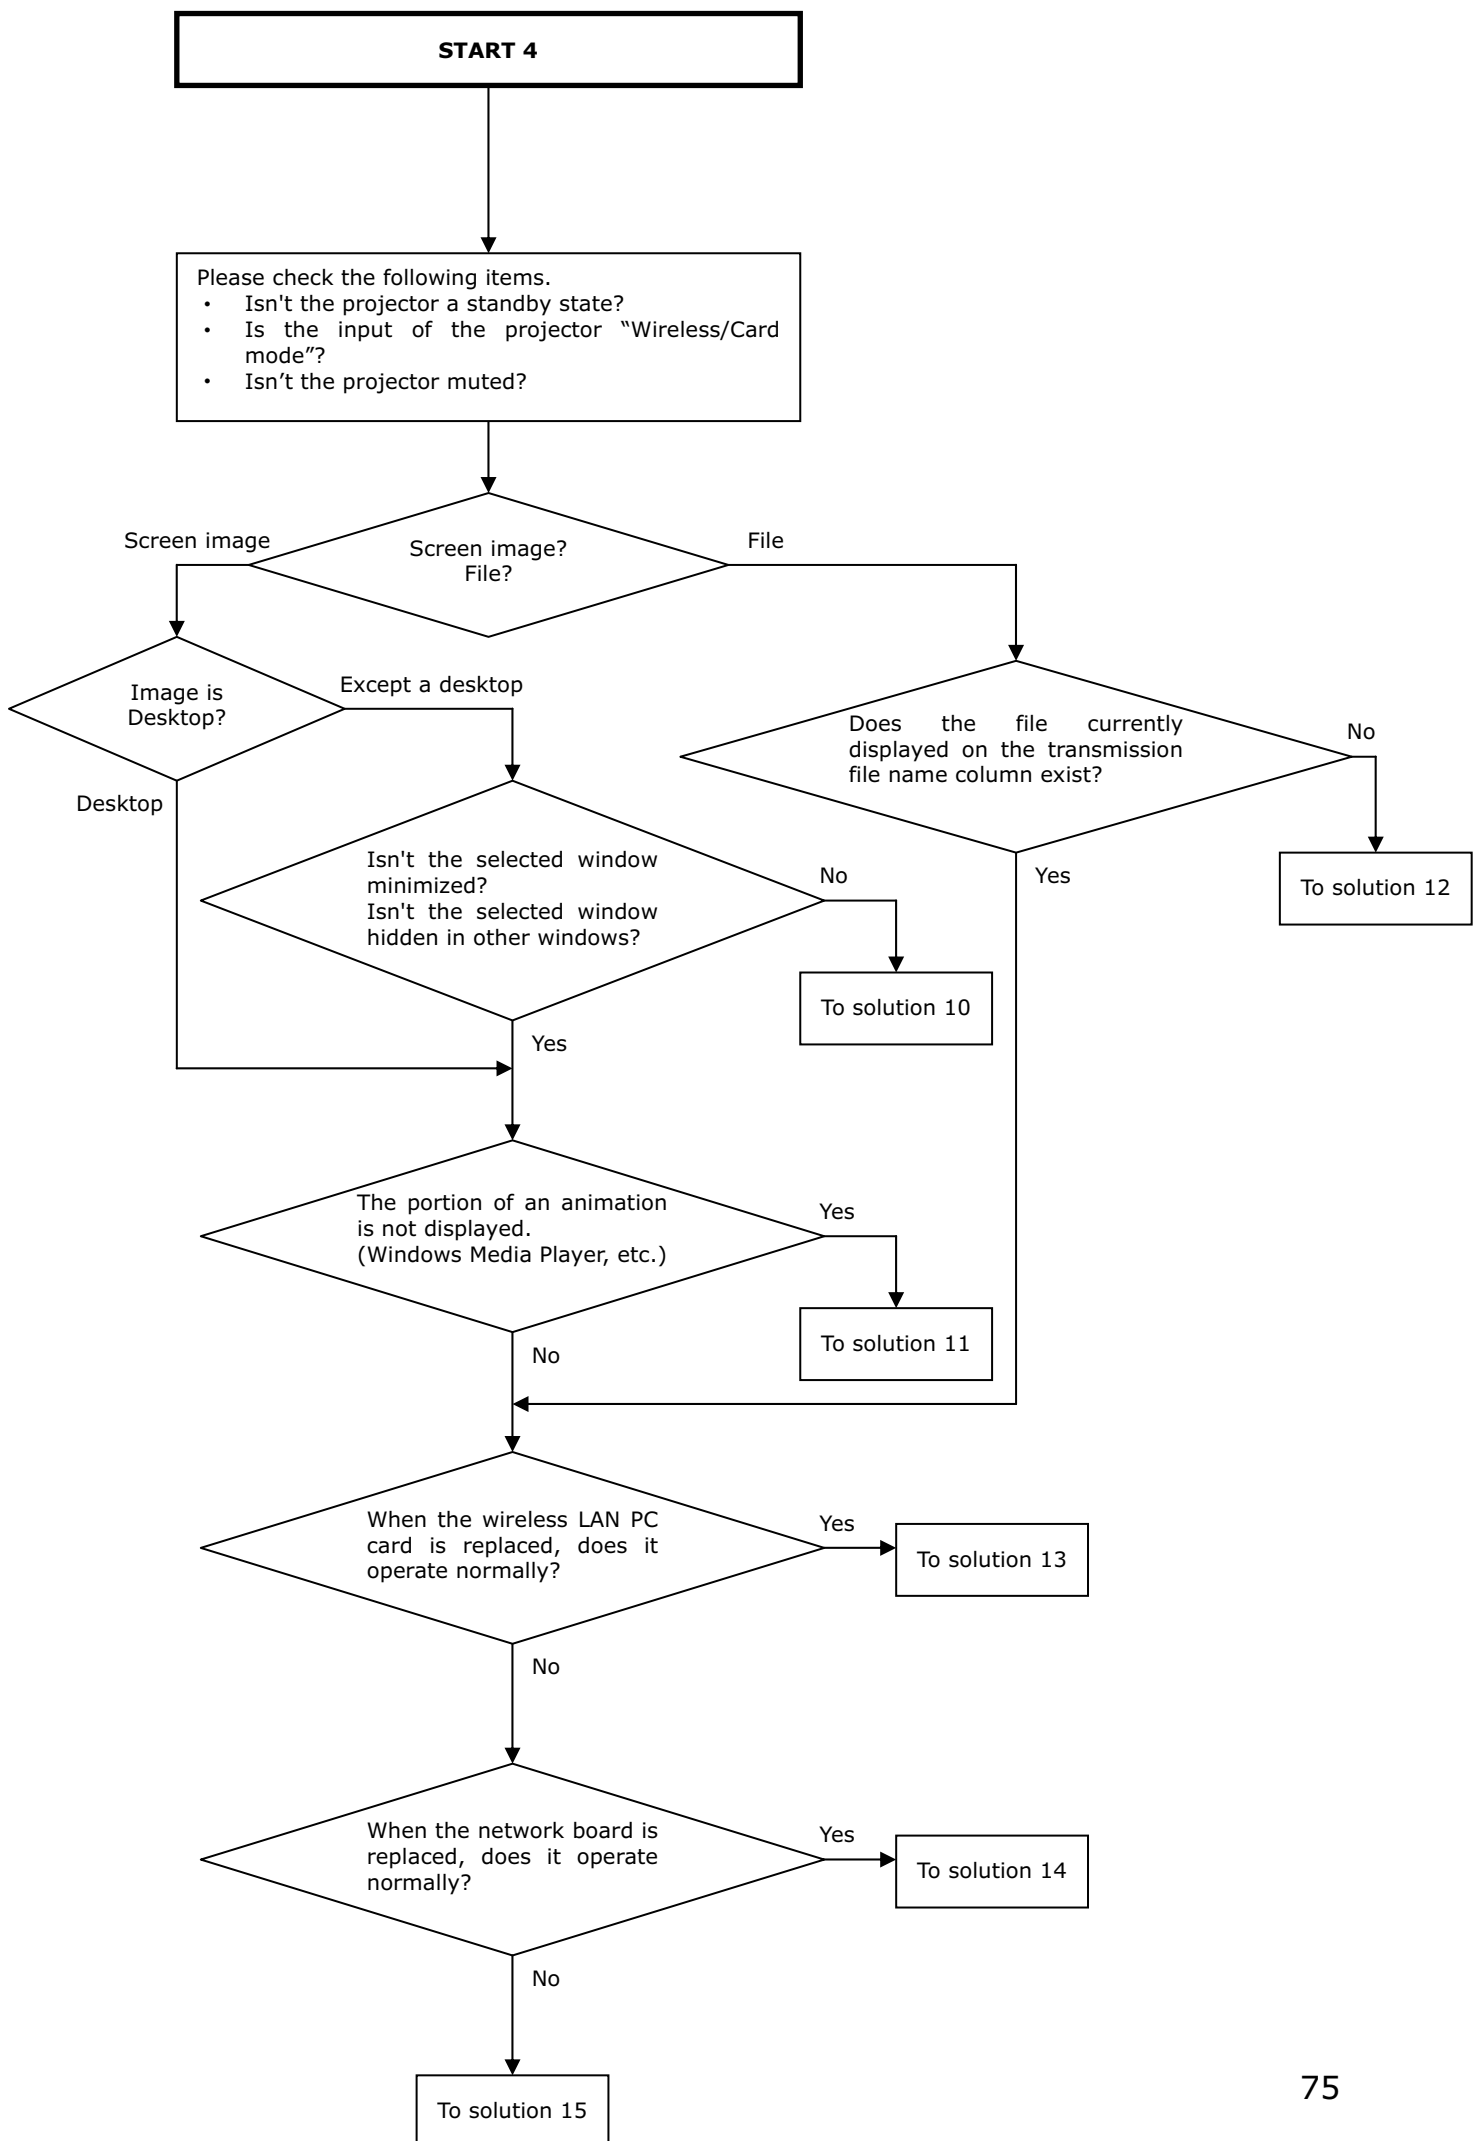 START 4
Please check the following items.
• Isn't the projector a standby state?
• Is the input of the projector “Wireless/Card
mode”?
• Isn’t the projector muted?
Screen image
Screen image?
File?
File
Image is
Desktop?
Except a desktop
Desktop
Does the file currently
displayed on the transmission
file name column exist?
No
Yes
To solution 12
Isn't the selected window
minimized?
Isn't the selected window
hidden in other windows?
No
To solution 10
Yes
The portion of an animation
is not displayed.
(Windows Media Player, etc.)
Yes
To solution 11
No
When the wireless LAN PC
card is replaced, does it
operate normally?
Yes
To solution 13
No
When the network board is
replaced, does it operate
normally?
Yes
To solution 14
No
To solution 15
75